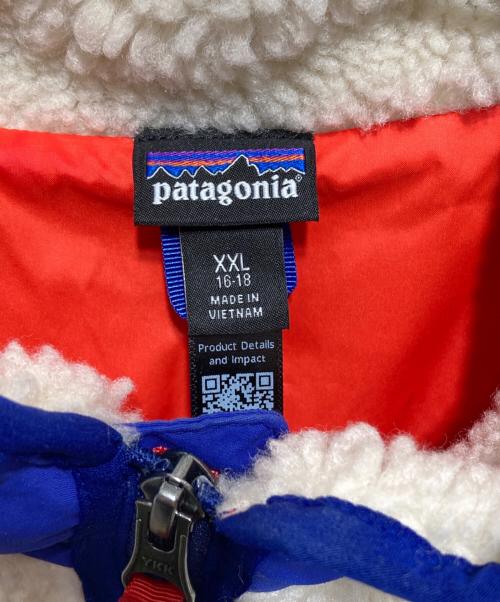 patagonia®
XXL
16-18
MADE IN
VIETNAM
Product Details
and Impact
YKK